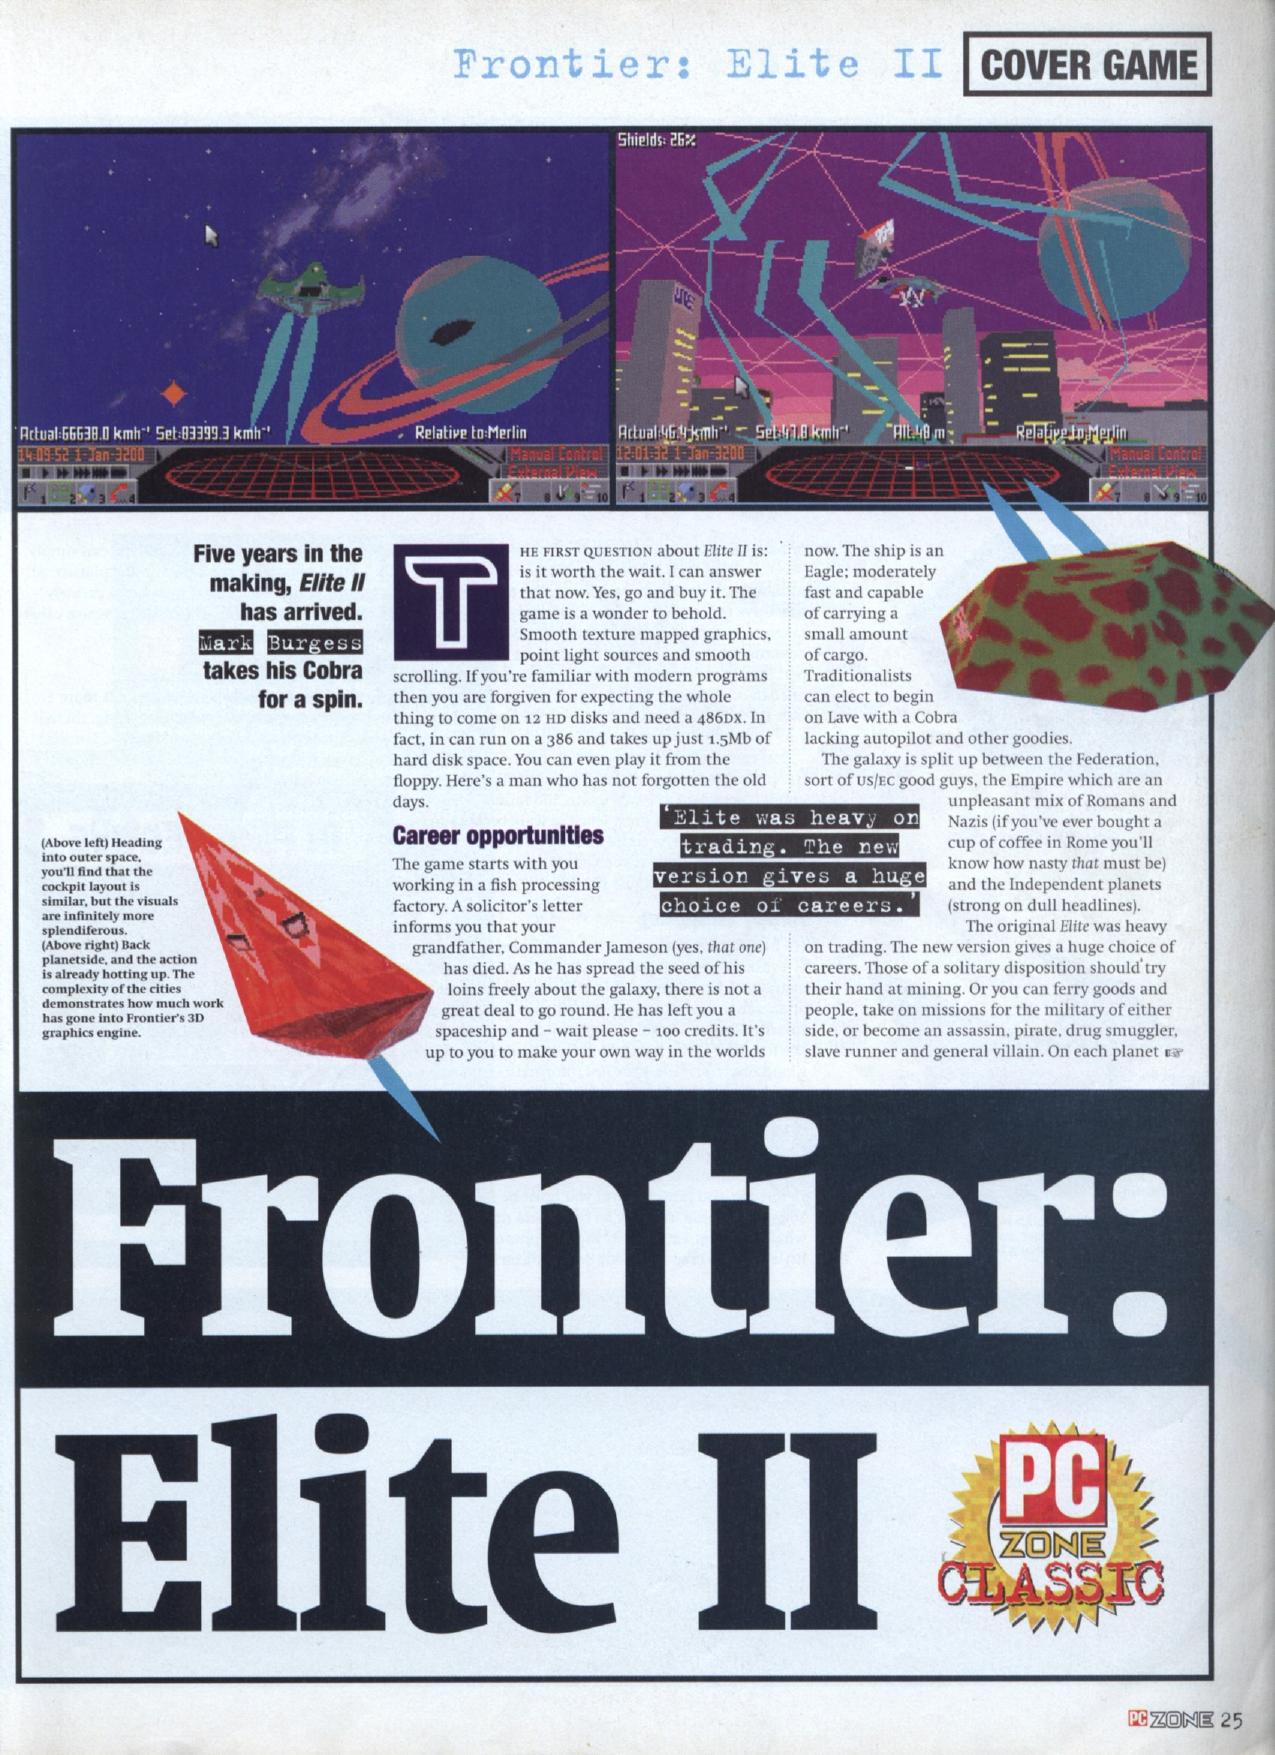 Frontier: Elite II
COVER GAME
Actual:66638.0 kmh⁻¹ Set:83399.3 kmh⁻¹ Relative to:Merlin
14:09:52 1-Jan-3200
Manual Control
External View
Shields: 26%
Actual:46.4 kmh⁻¹ Set:47.8 kmh⁻¹ Alt:40 m Relative to:Merlin
12:01:32 1-Jan-3200
Manual Control
External View
Five years in the
making, Elite II
has arrived.
Mark Burgess
takes his Cobra
for a spin.
(Above left) Heading
into outer space,
you'll find that the
cockpit layout is
similar, but the visuals
are infinitely more
splendiferous.
(Above right) Back
planetside, and the action
is already hotting up. The
complexity of the cities
demonstrates how much work
has gone into Frontier's 3D
graphics engine.
THE FIRST QUESTION about Elite II is:
is it worth the wait. I can answer
that now. Yes, go and buy it. The
game is a wonder to behold.
Smooth texture mapped graphics,
point light sources and smooth
scrolling. If you're familiar with modern programs
then you are forgiven for expecting the whole
thing to come on 12 HD disks and need a 486DX. In
fact, in can run on a 386 and takes up just 1.5Mb of
hard disk space. You can even play it from the
floppy. Here's a man who has not forgotten the old
days.
Career opportunities
The game starts with you
working in a fish processing
factory. A solicitor's letter
informs you that your
grandfather, Commander Jameson (yes, that one)
has died. As he has spread the seed of his
loins freely about the galaxy, there is not a
great deal to go round. He has left you a
spaceship and – wait please – 100 credits. It's
up to you to make your own way in the worlds
'Elite was heavy on
trading. The new
version gives a huge
choice of careers.'
now. The ship is an
Eagle; moderately
fast and capable
of carrying a
small amount
of cargo.
Traditionalists
can elect to begin
on Lave with a Cobra
lacking autopilot and other goodies.
The galaxy is split up between the Federation,
sort of US/EC good guys, the Empire which are an
unpleasant mix of Romans and
Nazis (if you've ever bought a
cup of coffee in Rome you'll
know how nasty that must be)
and the Independent planets
(strong on dull headlines).
The original Elite was heavy
on trading. The new version gives a huge choice of
careers. Those of a solitary disposition should try
their hand at mining. Or you can ferry goods and
people, take on missions for the military of either
side, or become an assassin, pirate, drug smuggler,
slave runner and general villain. On each planet ☞
Frontier:
Elite II
PC
ZONE
CLASSIC
PC ZONE 25